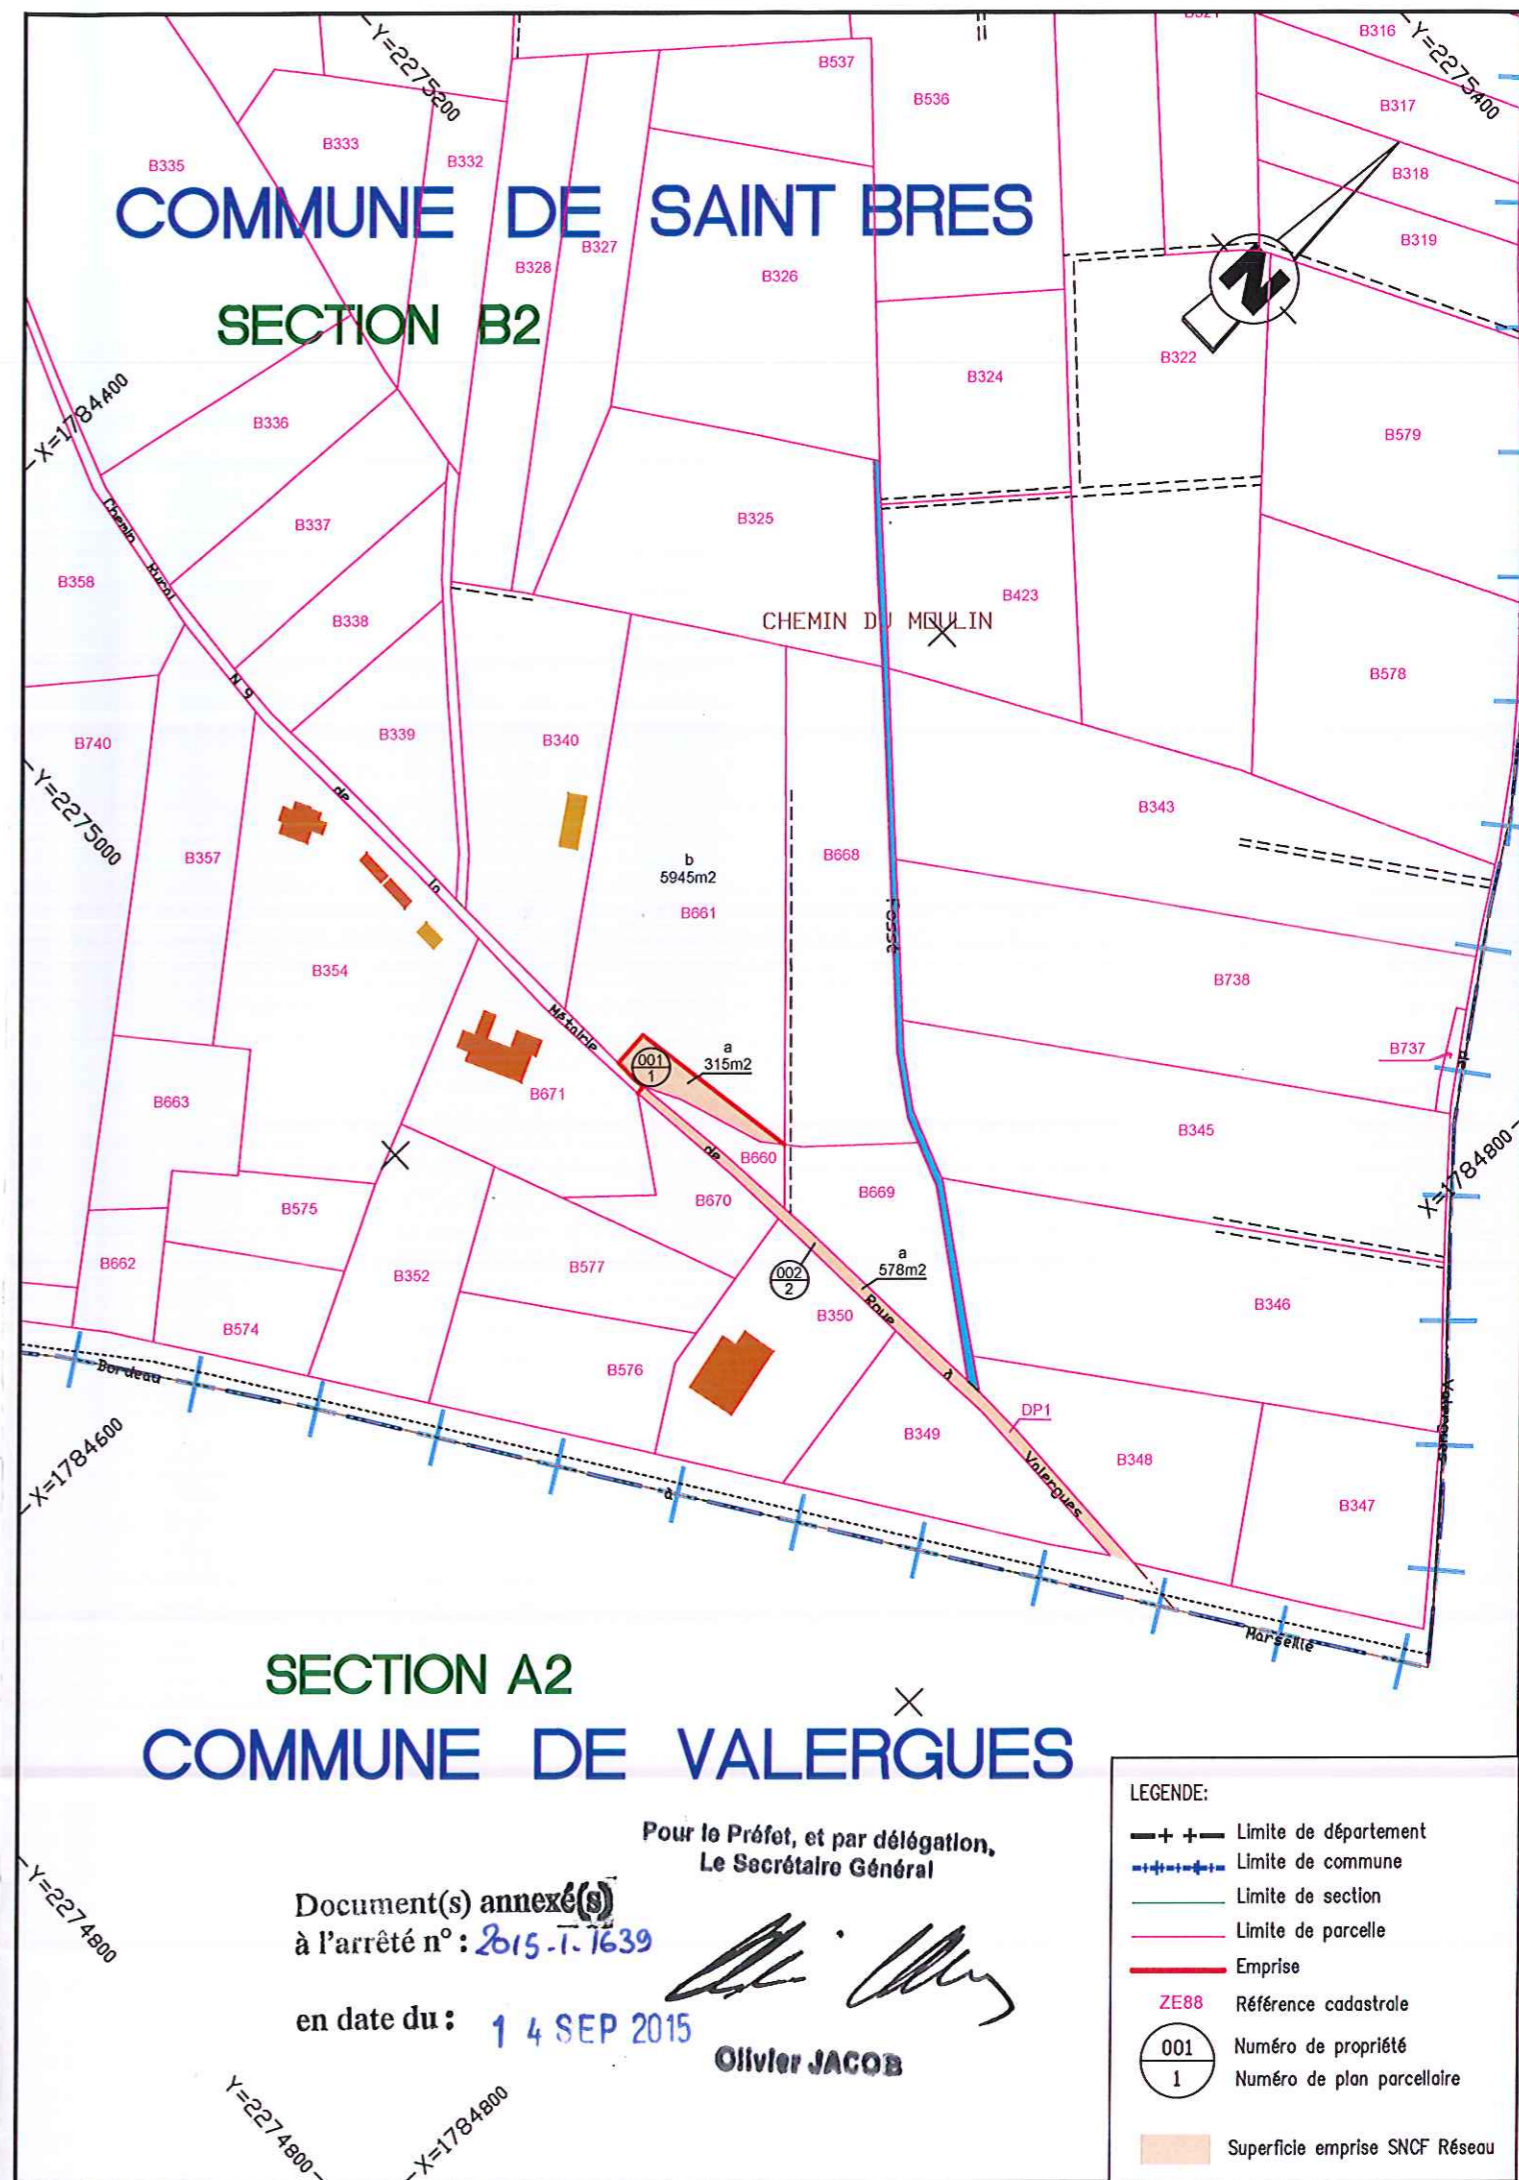 Y=2275200
Y=2275400
B537
B536
B316
B317
B318
B319
B335
B333
B332
COMMUNE DE SAINT BRES
B328
B327
B326
N
SECTION B2
B324
B322
B579
X=1784400
B336
B337
B338
B325
B423
B578
Chemin Rural N 9 de la Métairie de Roue à Valergues
B358
CHEMIN DU MOULIN
B740
B339
B340
B343
Y=2275000
B357
b
5945m2
B661
B668
Fossé
B354
B738
B737
de
Valergues
a
315m2
001
1
B671
B663
B345
X=1784800
B660
B670
B669
B575
B662
B352
B577
002
2
a
578m2
B350
B346
B574
B576
B349
DP1
B348
B347
Bordeau
à
Marseille
X=1784600
SECTION A2
COMMUNE DE VALERGUES
Y=2274800
Pour le Préfet, et par délégation,
Le Secrétaire Général
Document(s) annexé(s)
à l'arrêté n° : 2015-I-1639
en date du : 14 SEP 2015
Olivier JACOB
Y=2274800
X=1784800
LEGENDE:
Limite de département
Limite de commune
Limite de section
Limite de parcelle
Emprise
ZE88 Référence cadastrale
001 Numéro de propriété
1 Numéro de plan parcellaire
Superficie emprise SNCF Réseau